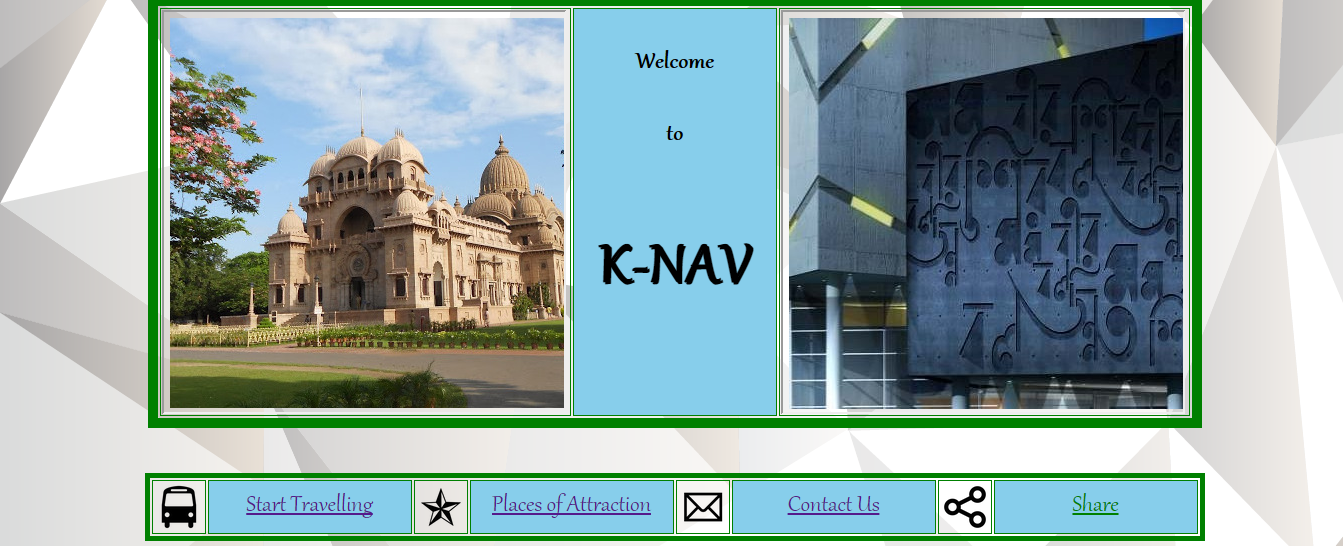 Welcome
to
K-NAV
Start Travelling
Places of Attraction
Contact Us
Share